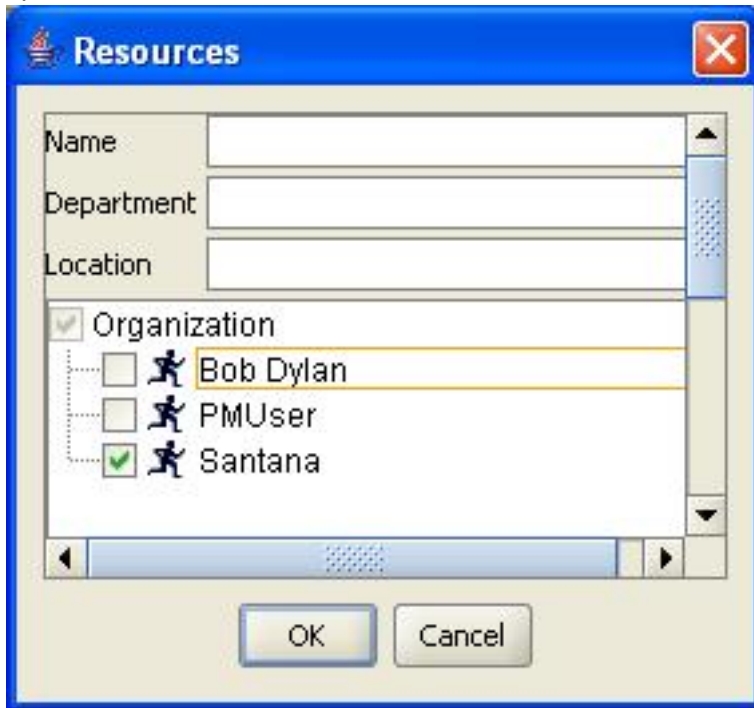 Resources
Name
Department
Location
Organization
Bob Dylan
PMUser
Santana
OK Cancel